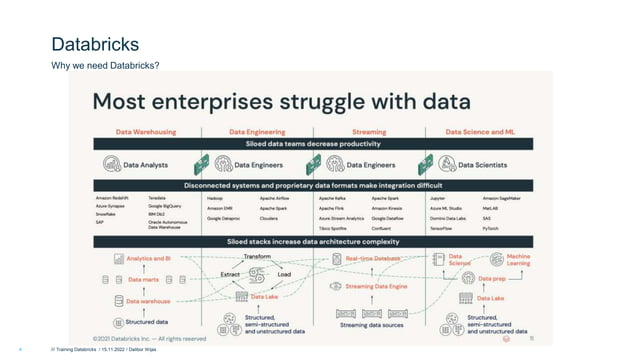 Databricks
Why we need Databricks?
Most enterprises struggle with data
Data Warehousing
Data Engineering
Streaming
Data Science and ML
Siloed data teams decrease productivity
Data Analysts
Data Engineers
Data Engineers
Data Scientists
Disconnected systems and proprietary data formats make integration difficult
Amazon Redshift
Teradata
Azure Synapse
Google BigQuery
Snowflake
IBM Db2
SAP
Oracle Autonomous
Data Warehouse
Hadoop
Apache Airflow
Amazon EMR
Apache Spark
Google Dataproc
Cloudera
Apache Kafka
Apache Spark
Apache Flink
Amazon Kinesis
Azure Stream Analytics
Google Dataflow
Tibco Spotfire
Confluent
Jupyter
Amazon SageMaker
Azure ML Studio
MatLAB
Domino Data Labs
SAS
TensorFlow
PyTorch
Siloed stacks increase data architecture complexity
Analytics and BI
Data marts
Data warehouse
Structured data
Transform
Extract
Load
Data Lake
Structured,
semi-structured
and unstructured data
Real-time Database
Streaming Data Engine
Streaming data sources
Data
Science
Machine
Learning
Data prep
Data Lake
Structured,
semi-structured
and unstructured data
©2021 Databricks Inc. — All rights reserved
11
4
/// Training Databricks / 15.11.2022 / Dalibor Wijas